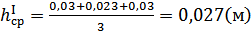 h^I_ср = (0,03+0,023+0,03)/3 = 0,027(м)